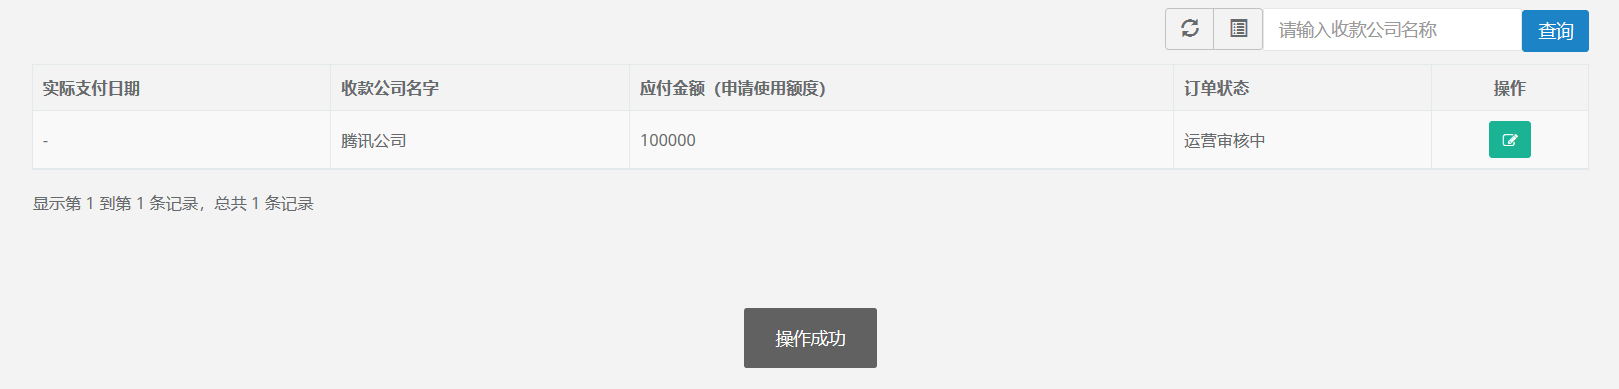 请输入收款公司名称 查询
实际支付日期 收款公司名字 应付金额（申请使用额度） 订单状态 操作
- 腾讯公司 100000 运营审核中
显示第 1 到第 1 条记录，总共 1 条记录
操作成功